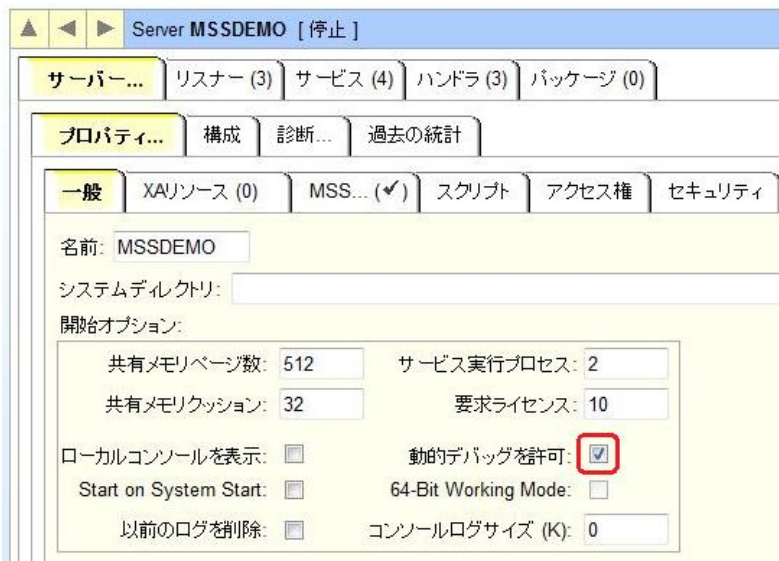 Server MSSDEMO [停止]
サーバー... リスナー (3) サービス (4) ハンドラ (3) パッケージ (0)
プロパティ... 構成 診断... 過去の統計
一般 XAリソース (0) MSS... (✔) スクリプト アクセス権 セキュリティ
名前: MSSDEMO
システムディレクトリ:
開始オプション:
共有メモリページ数: 512 サービス実行プロセス: 2
共有メモリクッション: 32 要求ライセンス: 10
ローカルコンソールを表示: 動的デバッグを許可:
Start on System Start: 64-Bit Working Mode:
以前のログを削除: コンソールログサイズ (K): 0